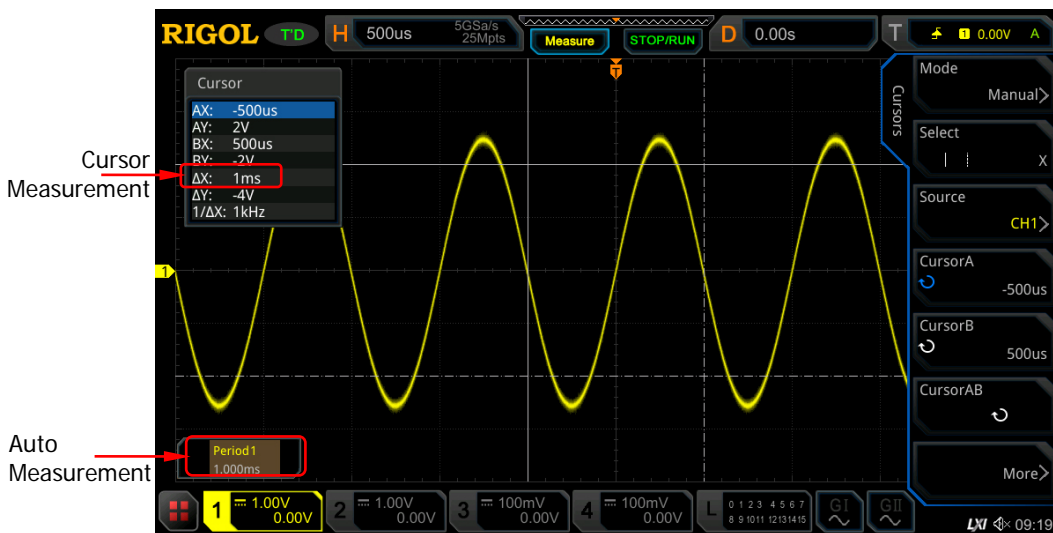 RIGOL T'D H 500us 5GSa/s 25Mpts Measure STOP/RUN D 0.00s T 1 0.00V A
Cursor
AX: -500us
AY: 2V
BX: 500us
BY: -2V
ΔX: 1ms
ΔY: -4V
1/ΔX: 1kHz
Cursor
Measurement
T
1
Cursors
Mode
Manual>
Select
X
Source
CH1>
CursorA
-500us
CursorB
500us
CursorAB
More>
Auto
Measurement
Period1
1.000ms
1 1.00V 0.00V
2 1.00V 0.00V
3 100mV 0.00V
4 100mV 0.00V
L 0 1 2 3 4 5 6 7
8 9 10 11 12 13 14 15
GI
GII
LXI 09:19